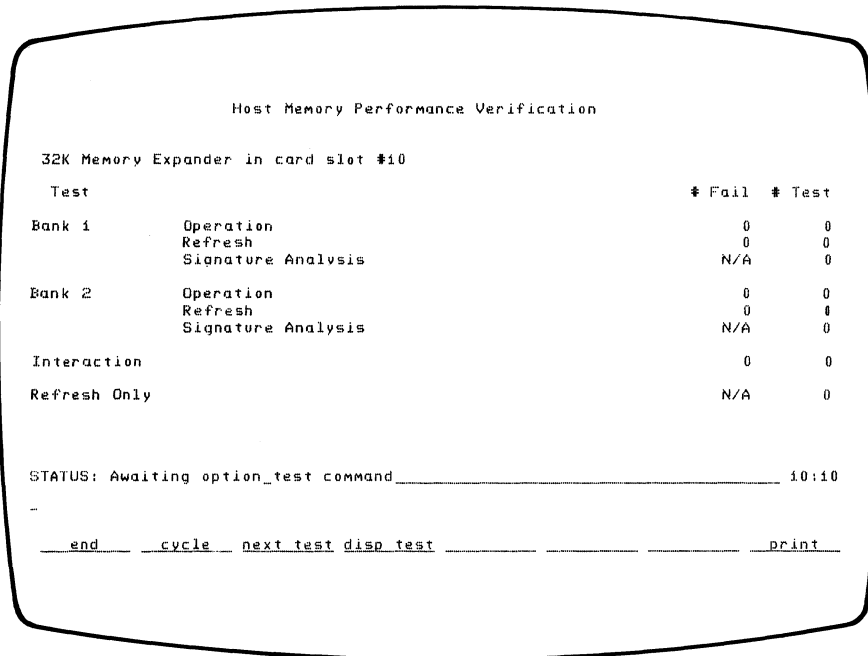 Host Memory Performance Verification
32K Memory Expander in card slot #10
Test # Fail # Test
Bank 1 Operation 0 0
Refresh 0 0
Signature Analysis N/A 0
Bank 2 Operation 0 0
Refresh 0 0
Signature Analysis N/A 0
Interaction 0 0
Refresh Only N/A 0
STATUS: Awaiting option_test command 10:10
end cycle next test disp test print